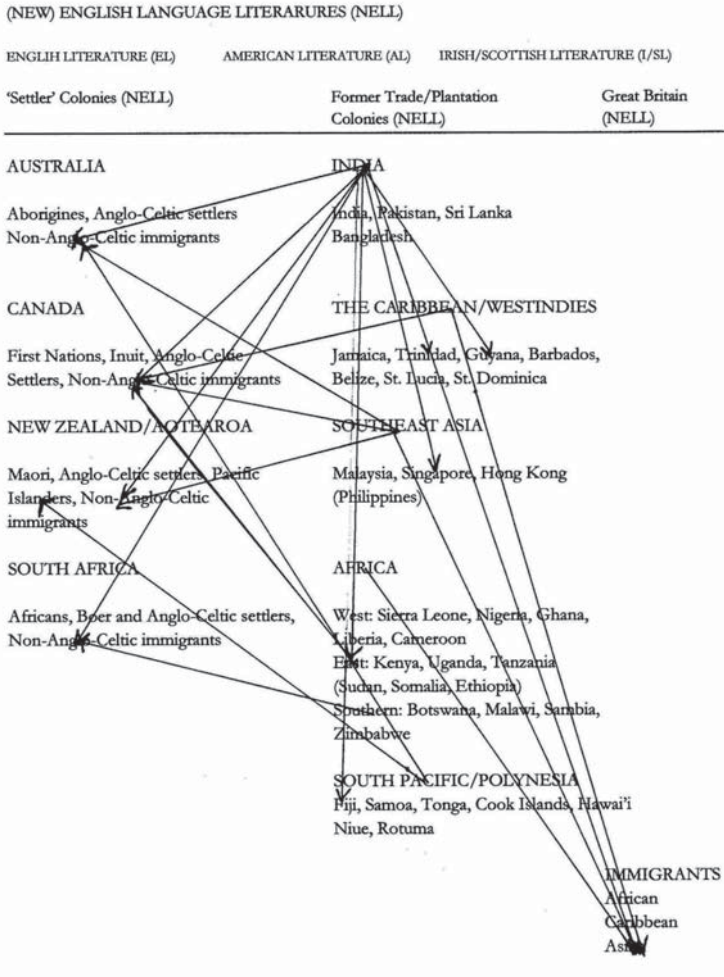 (NEW) ENGLISH LANGUAGE LITERARURES (NELL)
ENGLIH LITERATURE (EL) AMERICAN LITERATURE (AL) IRISH/SCOTTISH LITERATURE (I/SL)
'Settler' Colonies (NELL)
Former Trade/Plantation
Colonies (NELL)
Great Britain
(NELL)
AUSTRALIA
Aborigines, Anglo-Celtic settlers
Non-Anglo-Celtic immigrants
CANADA
First Nations, Inuit, Anglo-Celtic
Settlers, Non-Anglo-Celtic immigrants
NEW ZEALAND/AOTEAROA
Maori, Anglo-Celtic settlers, Pacific
Islanders, Non-Anglo-Celtic
immigrants
SOUTH AFRICA
Africans, Boer and Anglo-Celtic settlers,
Non-Anglo-Celtic immigrants
INDIA
India, Pakistan, Sri Lanka
Bangladesh
THE CARIBBEAN/WESTINDIES
Jamaica, Trinidad, Guyana, Barbados,
Belize, St. Lucia, St. Dominica
SOUTHEAST ASIA
Malaysia, Singapore, Hong Kong
(Philippines)
AFRICA
West: Sierra Leone, Nigeria, Ghana,
Liberia, Cameroon
East: Kenya, Uganda, Tanzania
(Sudan, Somalia, Ethiopia)
Southern: Botswana, Malawi, Sambia,
Zimbabwe
SOUTH PACIFIC/POLYNESIA
Fiji, Samoa, Tonga, Cook Islands, Hawai'i
Niue, Rotuma
IMMIGRANTS
African
Caribbean
Asian